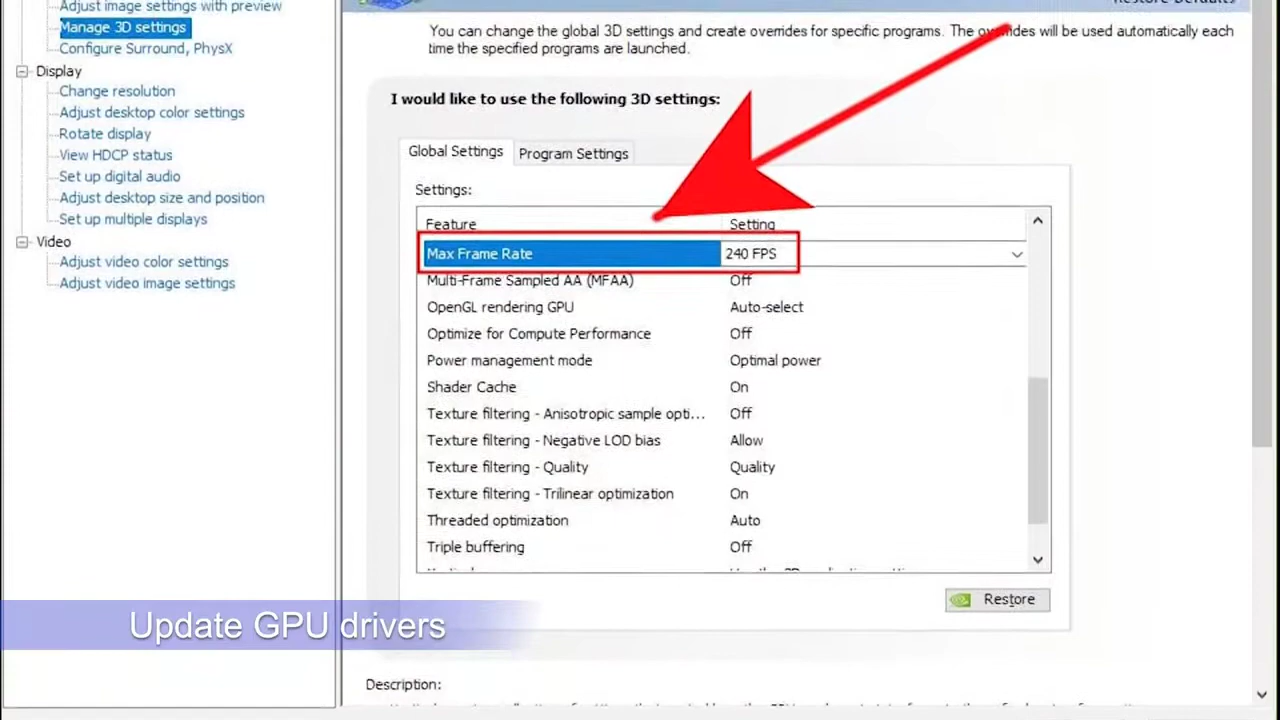 Adjust image settings with preview
Manage 3D settings
Configure Surround, PhysX
Display
Change resolution
Adjust desktop color settings
Rotate display
View HDCP status
Set up digital audio
Adjust desktop size and position
Set up multiple displays
Video
Adjust video color settings
Adjust video image settings
Restore Defaults
You can change the global 3D settings and create overrides for specific programs. The overrides will be used automatically each
time the specified programs are launched.
I would like to use the following 3D settings:
Global Settings Program Settings
Settings:
Feature Setting
Max Frame Rate 240 FPS
Multi-Frame Sampled AA (MFAA) Off
OpenGL rendering GPU Auto-select
Optimize for Compute Performance Off
Power management mode Optimal power
Shader Cache On
Texture filtering - Anisotropic sample opti... Off
Texture filtering - Negative LOD bias Allow
Texture filtering - Quality Quality
Texture filtering - Trilinear optimization On
Threaded optimization Auto
Triple buffering Off
Restore
Update GPU drivers
Description: